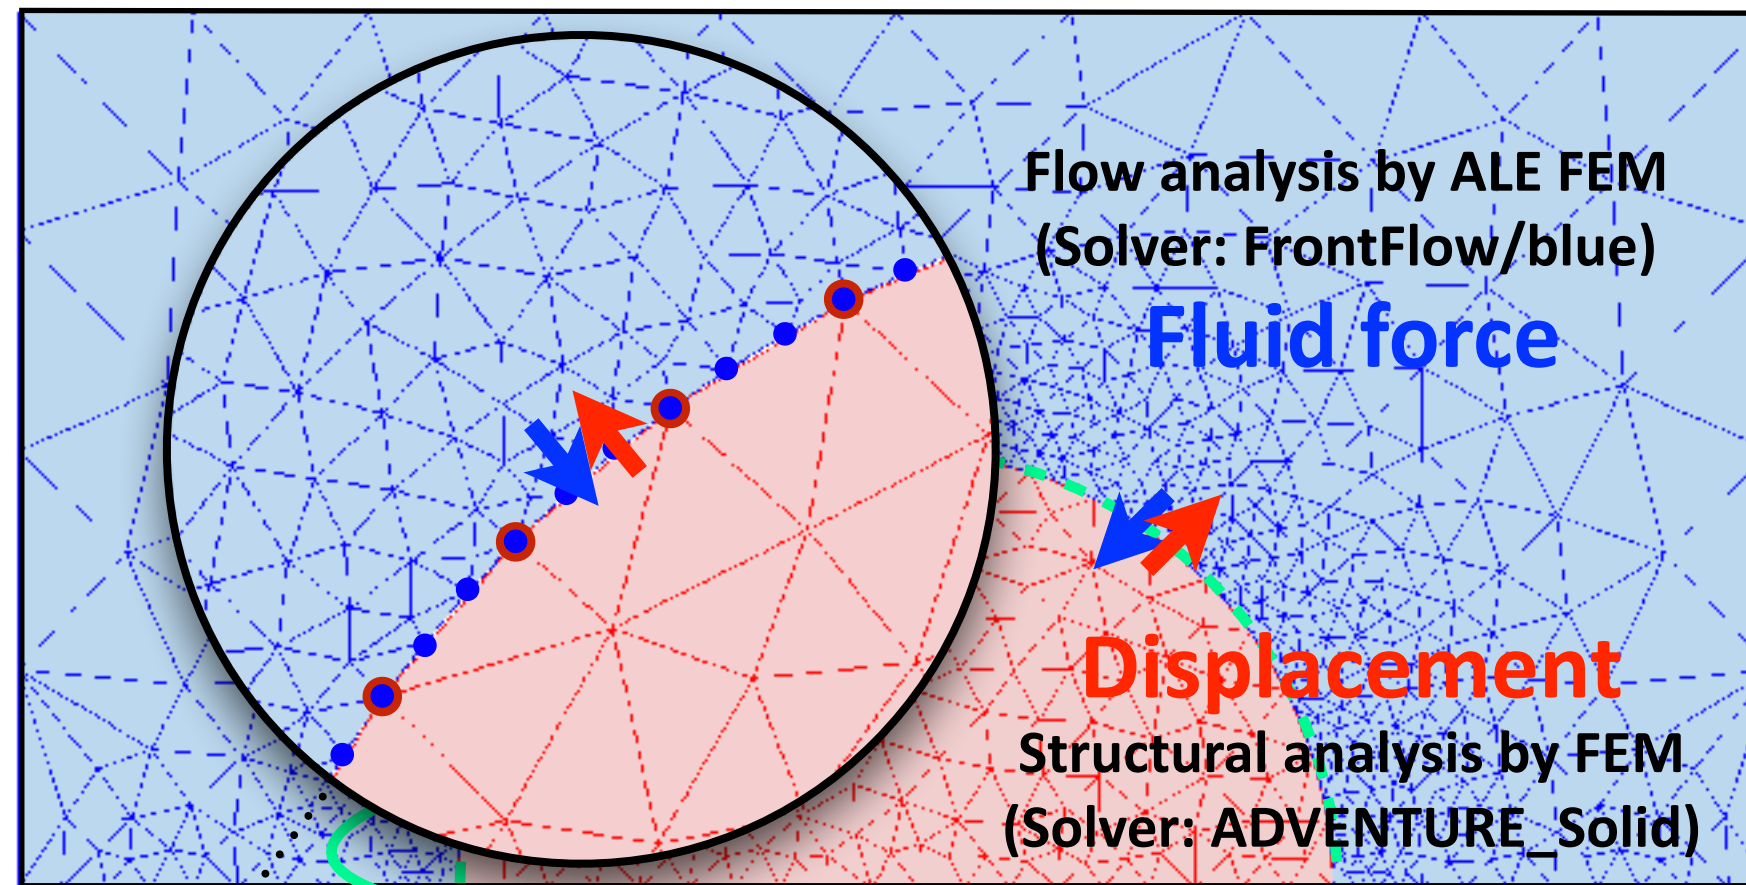 Flow analysis by ALE FEM
(Solver: FrontFlow/blue)
Fluid force
Displacement
Structural analysis by FEM
(Solver: ADVENTURE_Solid)